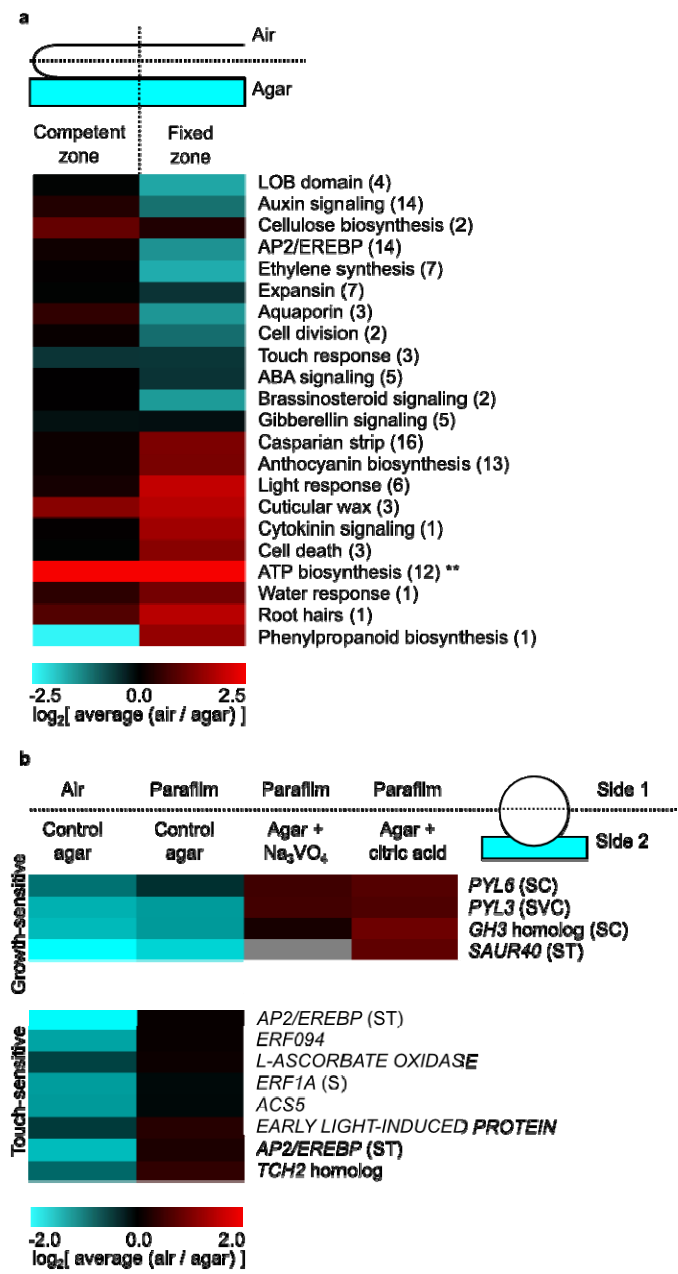 a
Air
Agar
Competent zone
Fixed zone
LOB domain (4)
Auxin signaling (14)
Cellulose biosynthesis (2)
AP2/EREBP (14)
Ethylene synthesis (7)
Expansin (7)
Aquaporin (3)
Cell division (2)
Touch response (3)
ABA signaling (5)
Brassinosteroid signaling (2)
Gibberellin signaling (5)
Casparian strip (16)
Anthocyanin biosynthesis (13)
Light response (6)
Cuticular wax (3)
Cytokinin signaling (1)
Cell death (3)
ATP biosynthesis (12) **
Water response (1)
Root hairs (1)
Phenylpropanoid biosynthesis (1)
-2.5 0.0 2.5
log₂[ average (air / agar) ]
b
Air Parafilm Parafilm Parafilm Side 1
Control agar
Control agar
Agar + Na₃VO₄
Agar + citric acid
Side 2
Growth-sensitive
PYL6 (SC)
PYL3 (SVC)
GH3 homolog (SC)
SAUR40 (ST)
Touch-sensitive
AP2/EREBP (ST)
ERF094
L-ASCORBATE OXIDASE
ERF1A (S)
ACS5
EARLY LIGHT-INDUCED PROTEIN
AP2/EREBP (ST)
TCH2 homolog
-2.0 0.0 2.0
log₂[ average (air / agar) ]